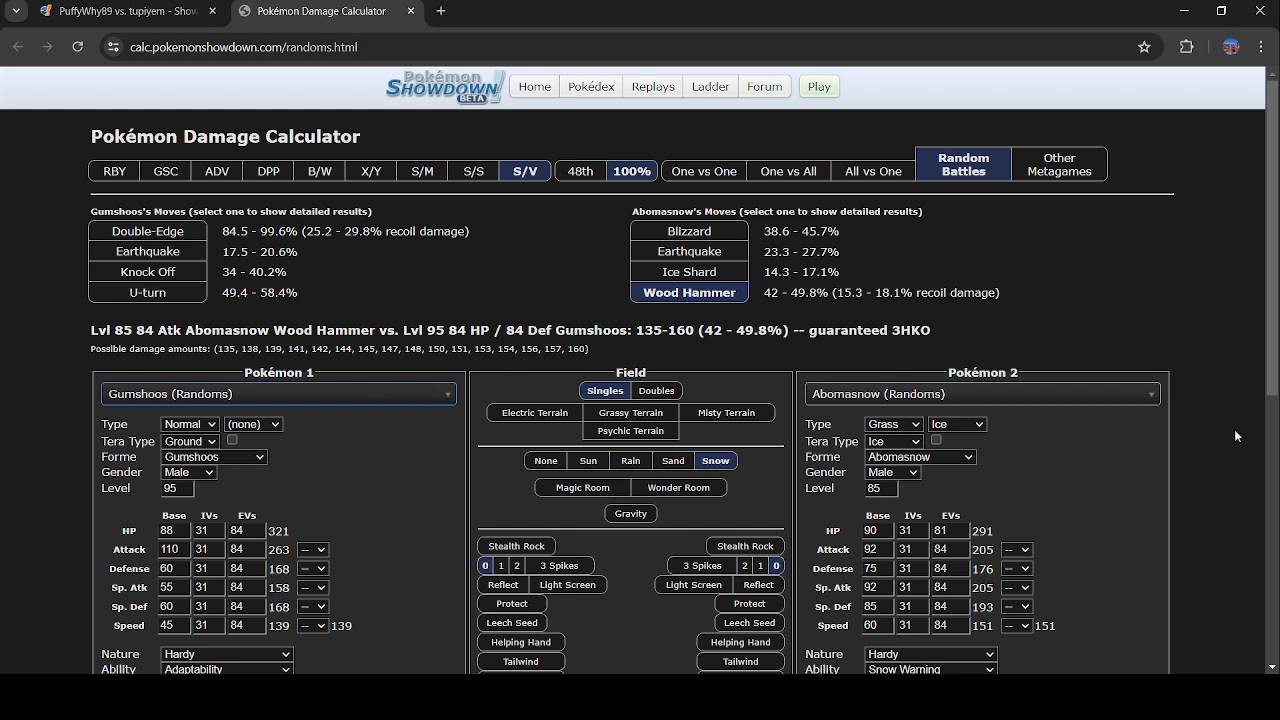 PuffyWhy89 vs. tupiyem - Show
Pokémon Damage Calculator
calc.pokemonshowdown.com/randoms.html
Pokémon SHOWDOWN! BETA
Home Pokédex Replays Ladder Forum Play
Pokémon Damage Calculator
RBY GSC ADV DPP B/W X/Y S/M S/S S/V 48th 100% One vs One One vs All All vs One Random Battles Other Metagames
Gumshoos's Moves (select one to show detailed results)
Double-Edge 84.5 - 99.6% (25.2 - 29.8% recoil damage)
Earthquake 17.5 - 20.6%
Knock Off 34 - 40.2%
U-turn 49.4 - 58.4%
Abomasnow's Moves (select one to show detailed results)
Blizzard 38.6 - 45.7%
Earthquake 23.3 - 27.7%
Ice Shard 14.3 - 17.1%
Wood Hammer 42 - 49.8% (15.3 - 18.1% recoil damage)
Lvl 85 84 Atk Abomasnow Wood Hammer vs. Lvl 95 84 HP / 84 Def Gumshoos: 135-160 (42 - 49.8%) -- guaranteed 3HKO
Possible damage amounts: (135, 138, 139, 141, 142, 144, 145, 147, 148, 150, 151, 153, 154, 156, 157, 160)
Pokémon 1
Gumshoos (Randoms)
Type Normal (none)
Tera Type Ground
Forme Gumshoos
Gender Male
Level 95
Base IVs EVs
HP 88 31 84 321
Attack 110 31 84 263 --
Defense 60 31 84 168 --
Sp. Atk 55 31 84 158 --
Sp. Def 60 31 84 168 --
Speed 45 31 84 139 -- 139
Nature Hardy
Ability Adaptability
Field
Singles Doubles
Electric Terrain Grassy Terrain Misty Terrain
Psychic Terrain
None Sun Rain Sand Snow
Magic Room Wonder Room
Gravity
Stealth Rock Stealth Rock
0 1 2 3 Spikes 3 Spikes 2 1 0
Reflect Light Screen Light Screen Reflect
Protect Protect
Leech Seed Leech Seed
Helping Hand Helping Hand
Tailwind Tailwind
Pokémon 2
Abomasnow (Randoms)
Type Grass Ice
Tera Type Ice
Forme Abomasnow
Gender Male
Level 85
Base IVs EVs
HP 90 31 81 291
Attack 92 31 84 205 --
Defense 75 31 84 176 --
Sp. Atk 92 31 84 205 --
Sp. Def 85 31 84 193 --
Speed 60 31 84 151 -- 151
Nature Hardy
Ability Snow Warning